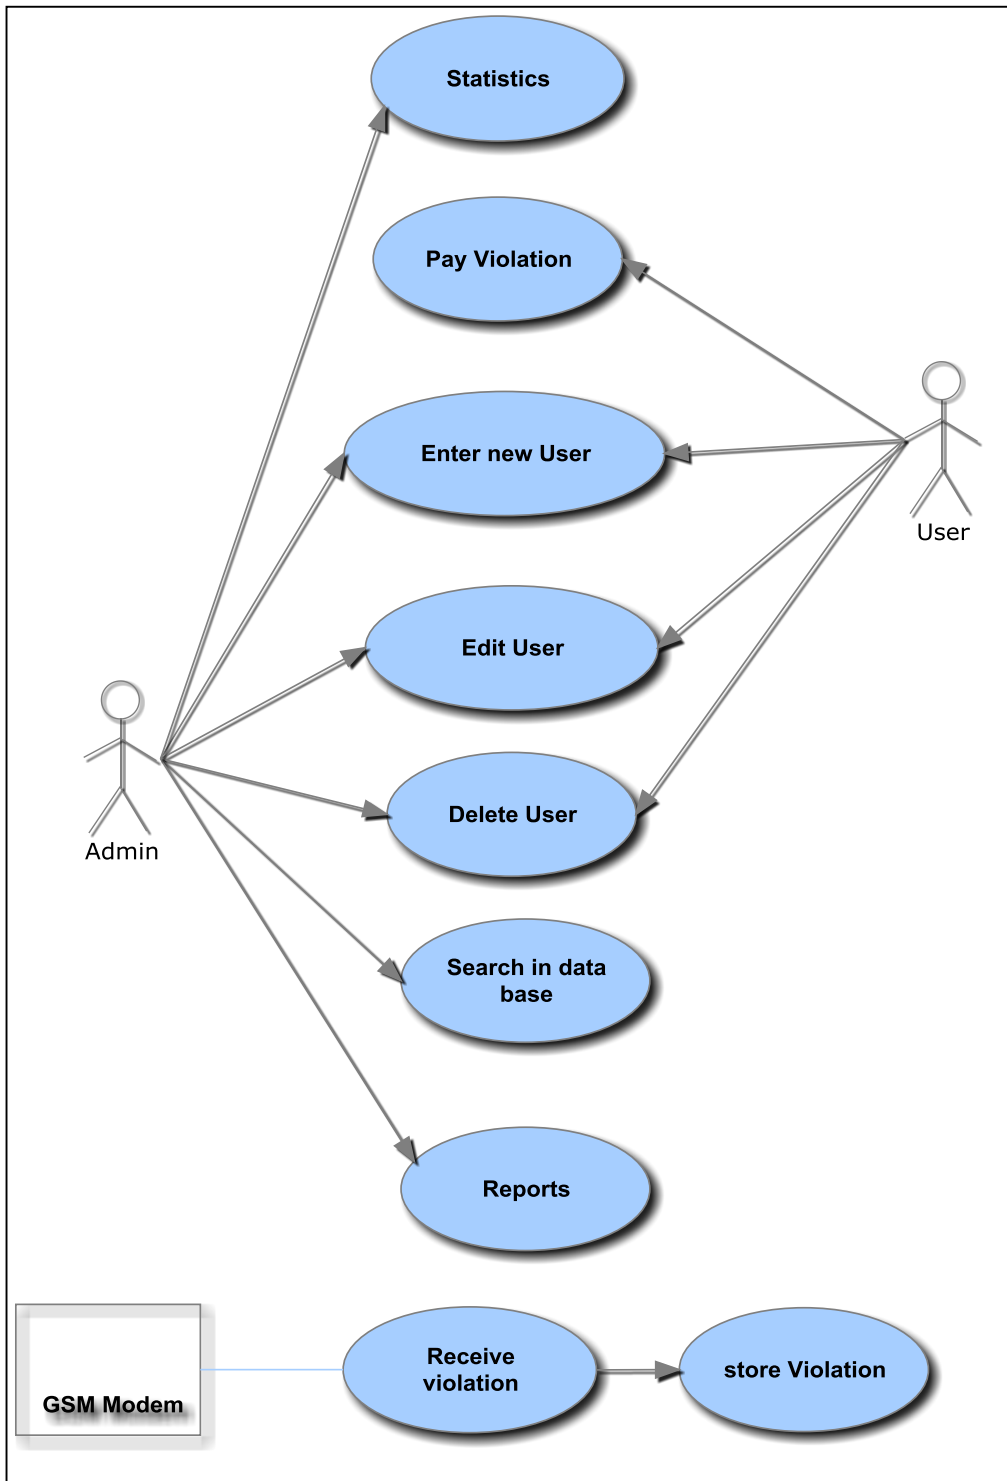 Statistics
Pay Violation
Enter new User
User
Edit User
Delete User
Admin
Search in data
base
Reports
GSM Modem
Receive
violation
store Violation